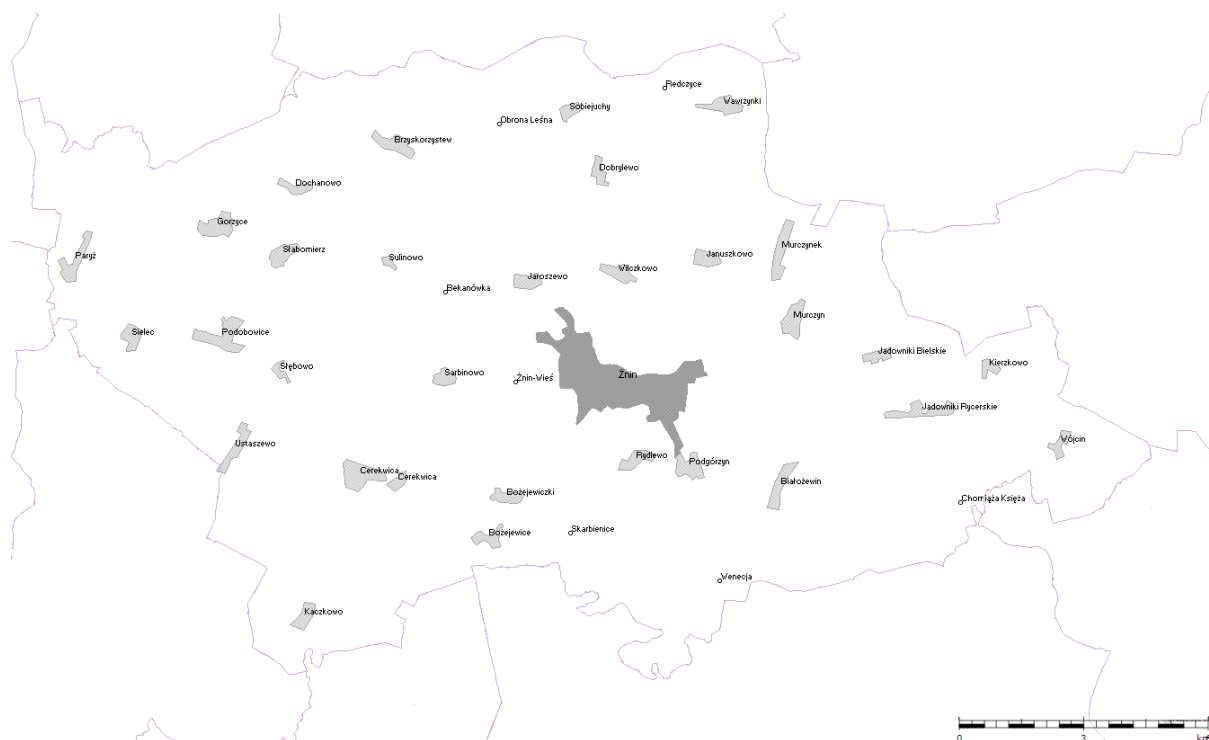 Redczyce
Wawrzynki
Sobiejuchy
Obrona Leśna
Brzyskorzystew
Dobrylewo
Dochanowo
Gorzyce
Słabomierz
Murczynek
Paryż
Sulinowo
Januszkowo
Wilczkowo
Jaroszewo
Bekanówka
Murczyn
Sielec
Podobowice
Jadowniki Bielskie
Kierzkowo
Słębowo
Sarbinowo
Żnin-Wieś
Żnin
Jadowniki Rycerskie
Ustaszewo
Wójcin
Rydlewo
Podgórzyn
Cerekwica
Cerekwica
Białożewin
Bożejewiczki
Chomiąża Księża
Bożejewice
Skarbienice
Wenecja
Kaczkowo
0 3 km